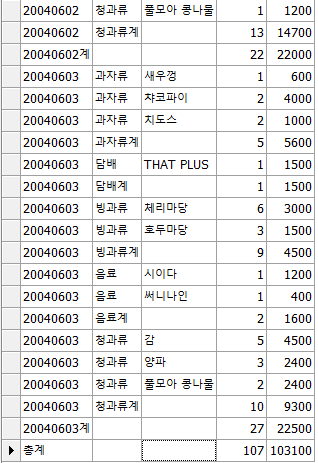 20040602 청과류 풀모아 콩나물 1 1200
20040602 청과류계 13 14700
20040602계 22 22000
20040603 과자류 새우껑 1 600
20040603 과자류 챠코파이 2 4000
20040603 과자류 치도스 2 1000
20040603 과자류계 5 5600
20040603 담배 THAT PLUS 1 1500
20040603 담배계 1 1500
20040603 빙과류 체리마당 6 3000
20040603 빙과류 호두마당 3 1500
20040603 빙과류계 9 4500
20040603 음료 시이다 1 1200
20040603 음료 써니나인 1 400
20040603 음료계 2 1600
20040603 청과류 감 5 4500
20040603 청과류 양파 3 2400
20040603 청과류 풀모아 콩나물 2 2400
20040603 청과류계 10 9300
20040603계 27 22500
총계 107 103100